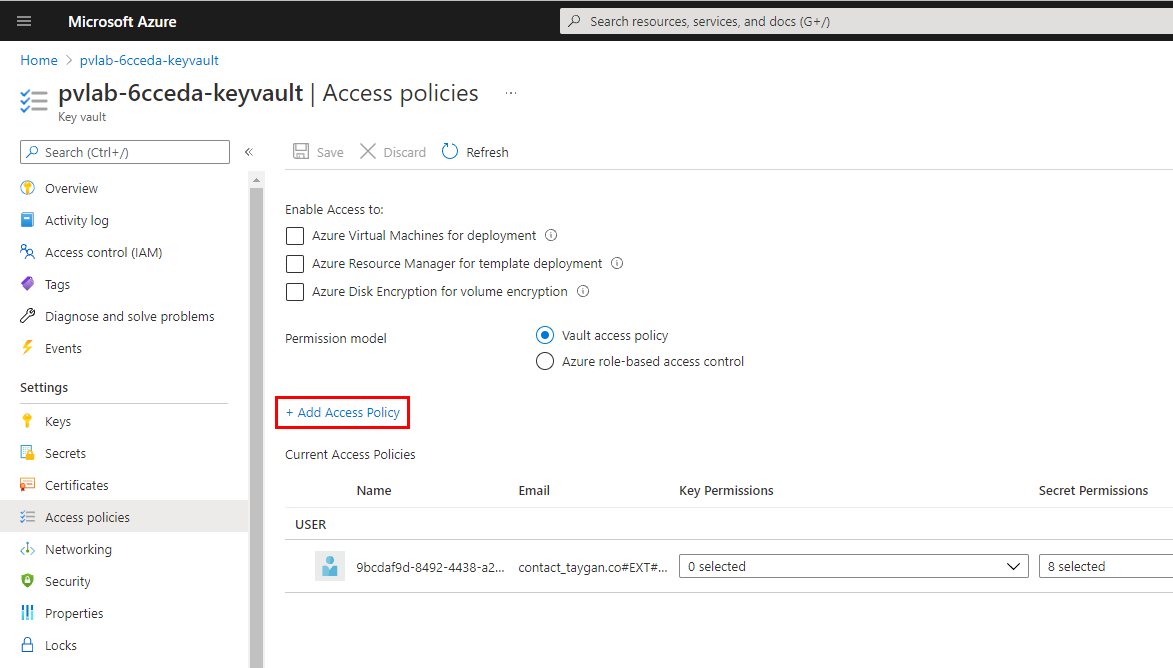 Microsoft Azure
Search resources, services, and docs (G+/)
Home > pvlab-6cceda-keyvault
pvlab-6cceda-keyvault | Access policies ...
Key vault
Search (Ctrl+/)
«
Overview
Activity log
Access control (IAM)
Tags
Diagnose and solve problems
Events
Settings
Keys
Secrets
Certificates
Access policies
Networking
Security
Properties
Locks
Save Discard Refresh
Enable Access to:
Azure Virtual Machines for deployment
Azure Resource Manager for template deployment
Azure Disk Encryption for volume encryption
Permission model
Vault access policy
Azure role-based access control
+ Add Access Policy
Current Access Policies
Name Email Key Permissions Secret Permissions
USER
9bcdaf9d-8492-4438-a2... contact_taygan.co#EXT#... 0 selected 8 selected